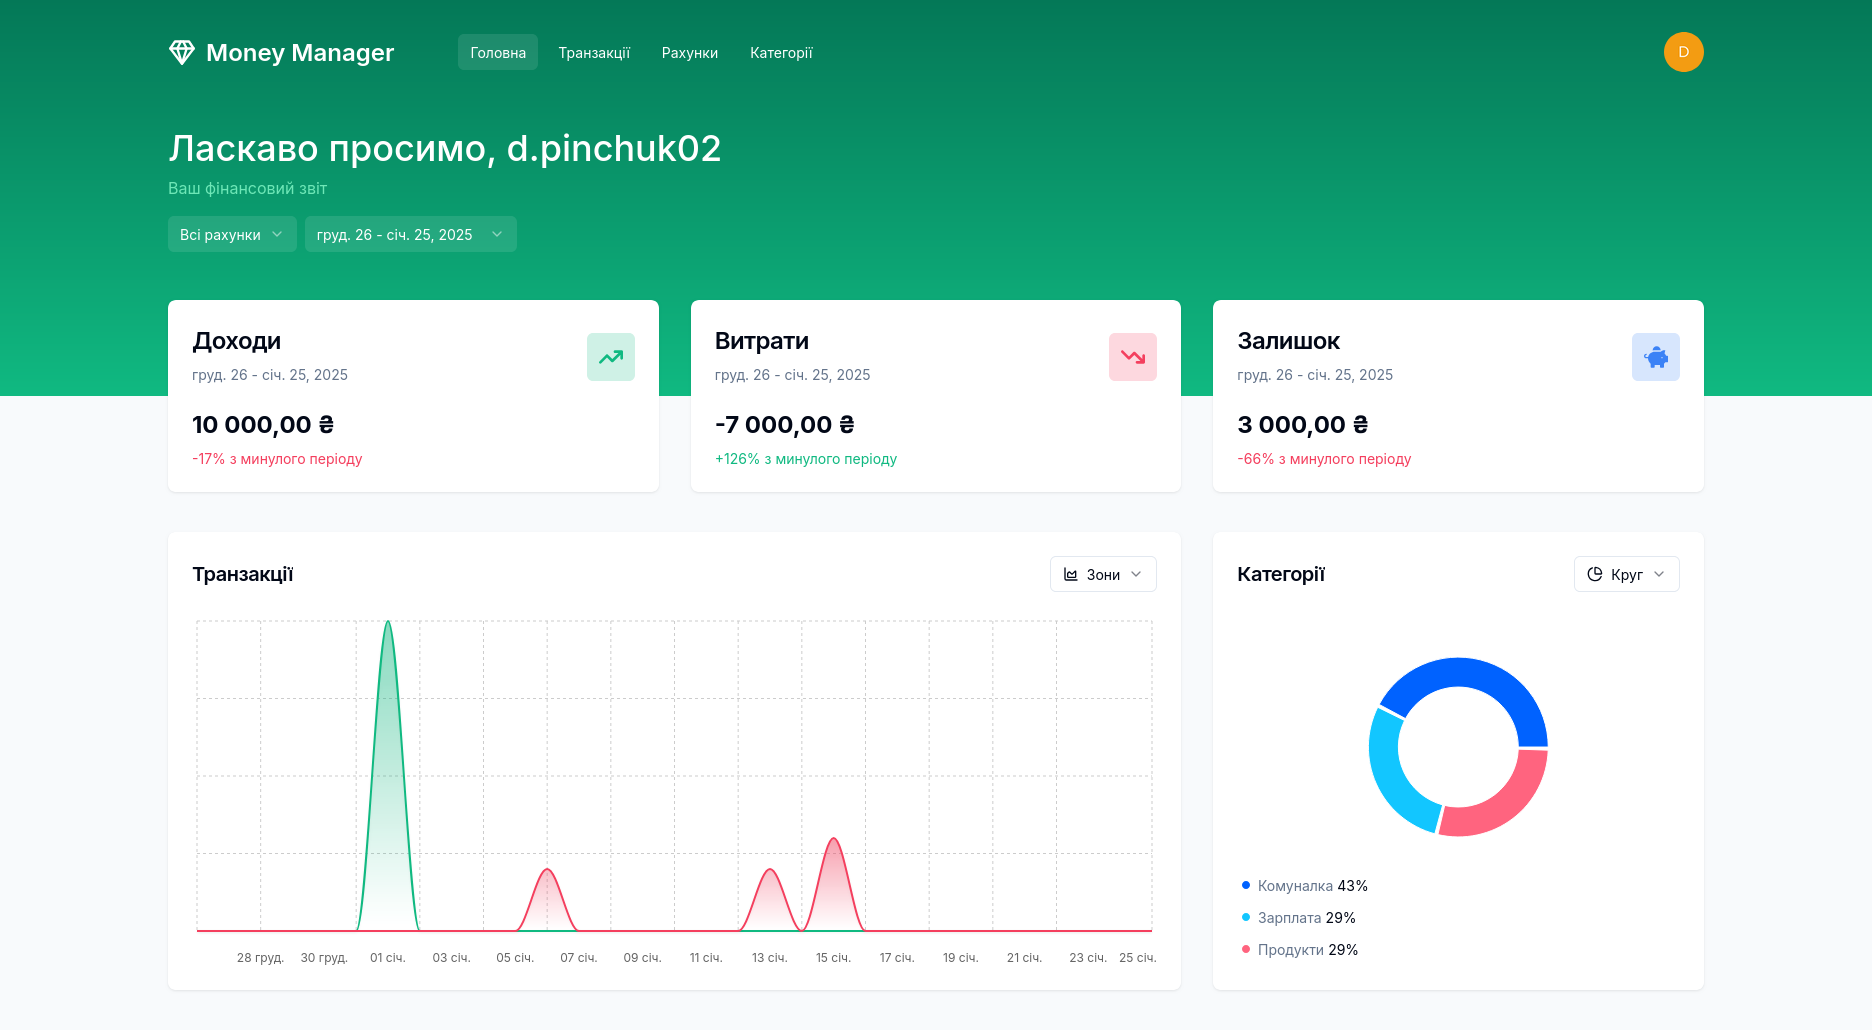 Money Manager
Головна
Транзакції
Рахунки
Категорії
D
Ласкаво просимо, d.pinchuk02
Ваш фінансовий звіт
Всі рахунки
груд. 26 - січ. 25, 2025
Доходи
груд. 26 - січ. 25, 2025
10 000,00 ₴
-17% з минулого періоду
Витрати
груд. 26 - січ. 25, 2025
-7 000,00 ₴
+126% з минулого періоду
Залишок
груд. 26 - січ. 25, 2025
3 000,00 ₴
-66% з минулого періоду
Транзакції
Зони
28 груд. 30 груд. 01 січ. 03 січ. 05 січ. 07 січ. 09 січ. 11 січ. 13 січ. 15 січ. 17 січ. 19 січ. 21 січ. 23 січ. 25 січ.
Категорії
Круг
Комуналка 43%
Зарплата 29%
Продукти 29%